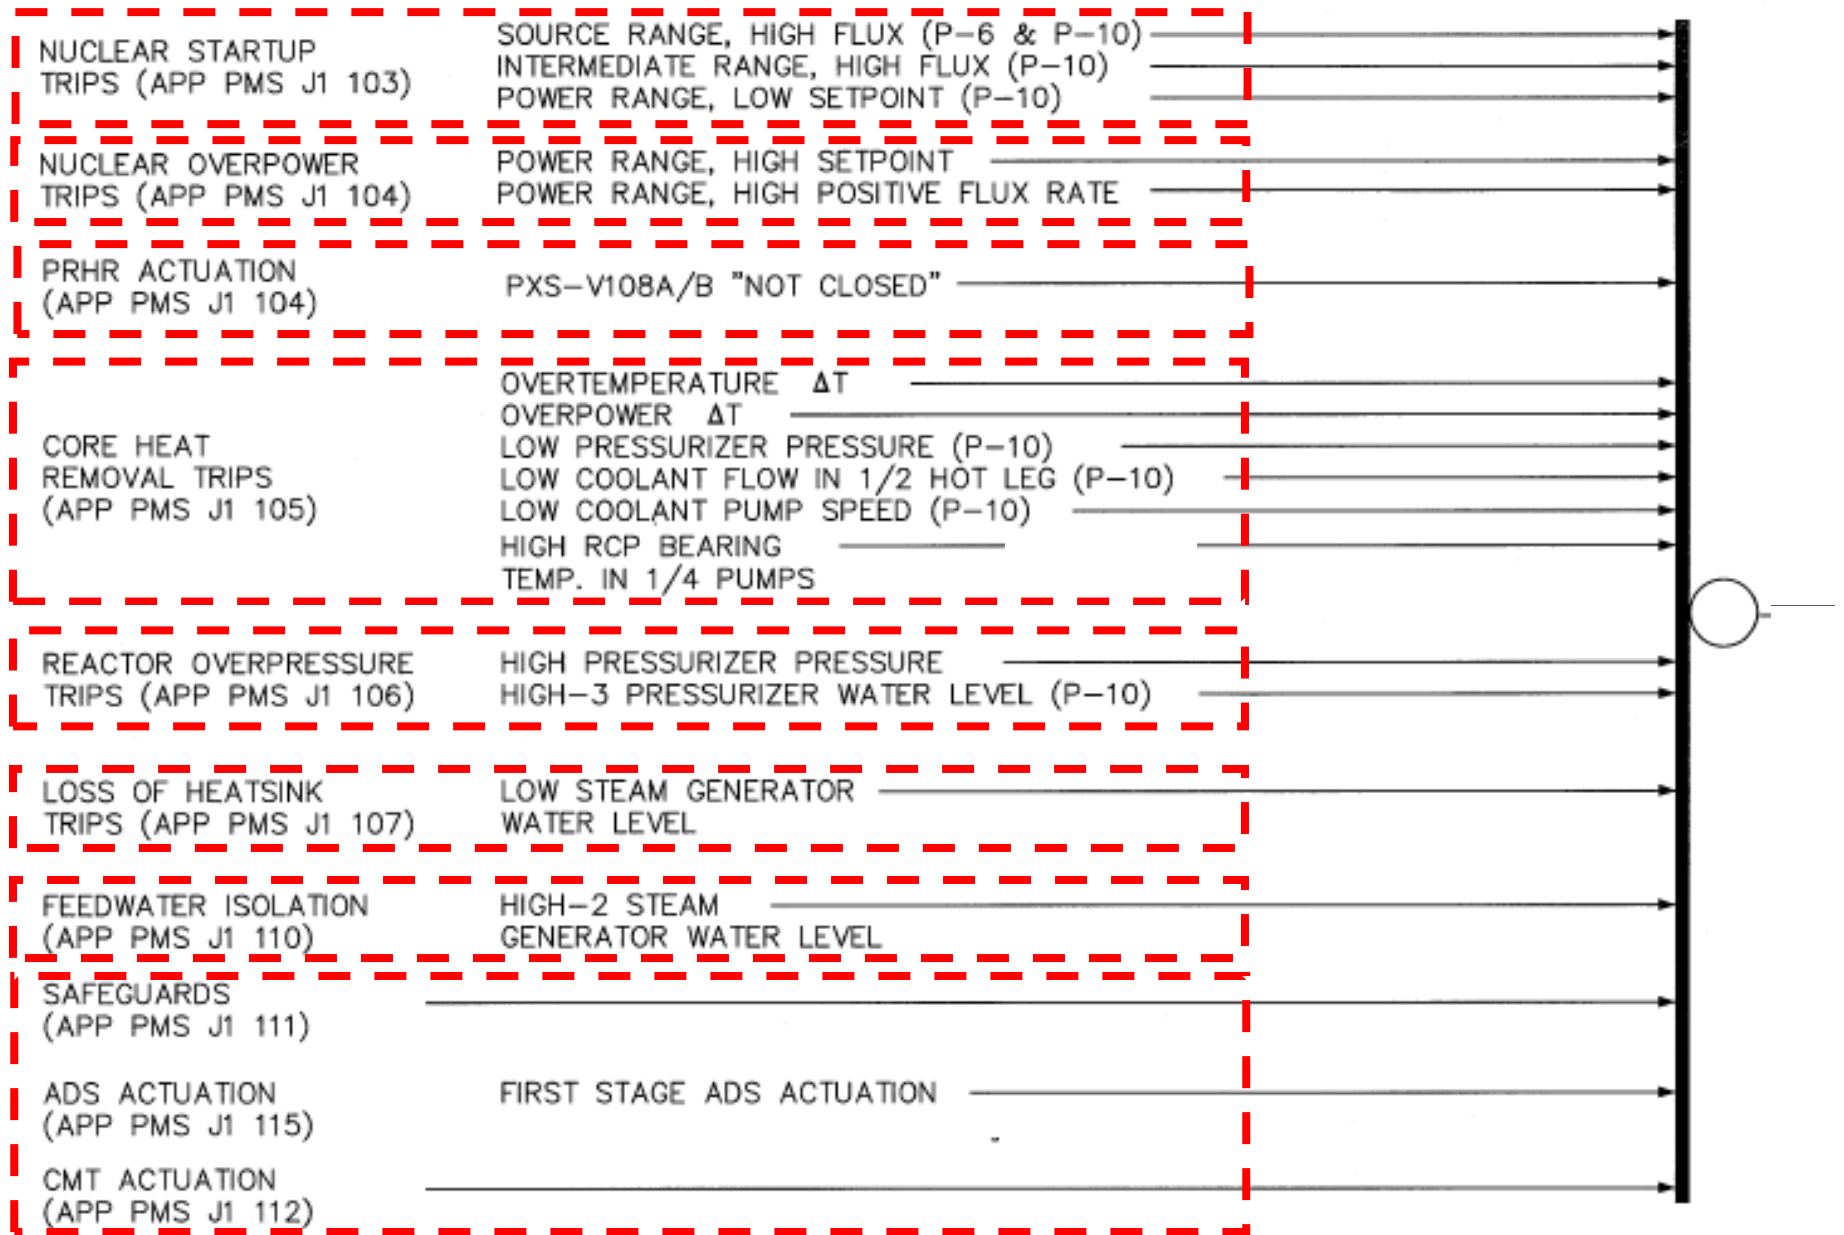 NUCLEAR STARTUP
TRIPS (APP PMS J1 103)
SOURCE RANGE, HIGH FLUX (P-6 & P-10)
INTERMEDIATE RANGE, HIGH FLUX (P-10)
POWER RANGE, LOW SETPOINT (P-10)
NUCLEAR OVERPOWER
TRIPS (APP PMS J1 104)
POWER RANGE, HIGH SETPOINT
POWER RANGE, HIGH POSITIVE FLUX RATE
PRHR ACTUATION
(APP PMS J1 104)
PXS-V108A/B "NOT CLOSED"
CORE HEAT
REMOVAL TRIPS
(APP PMS J1 105)
OVERTEMPERATURE ΔT
OVERPOWER ΔT
LOW PRESSURIZER PRESSURE (P-10)
LOW COOLANT FLOW IN 1/2 HOT LEG (P-10)
LOW COOLANT PUMP SPEED (P-10)
HIGH RCP BEARING
TEMP. IN 1/4 PUMPS
REACTOR OVERPRESSURE
TRIPS (APP PMS J1 106)
HIGH PRESSURIZER PRESSURE
HIGH-3 PRESSURIZER WATER LEVEL (P-10)
LOSS OF HEATSINK
TRIPS (APP PMS J1 107)
LOW STEAM GENERATOR
WATER LEVEL
FEEDWATER ISOLATION
(APP PMS J1 110)
HIGH-2 STEAM
GENERATOR WATER LEVEL
SAFEGUARDS
(APP PMS J1 111)
ADS ACTUATION
(APP PMS J1 115)
FIRST STAGE ADS ACTUATION
CMT ACTUATION
(APP PMS J1 112)